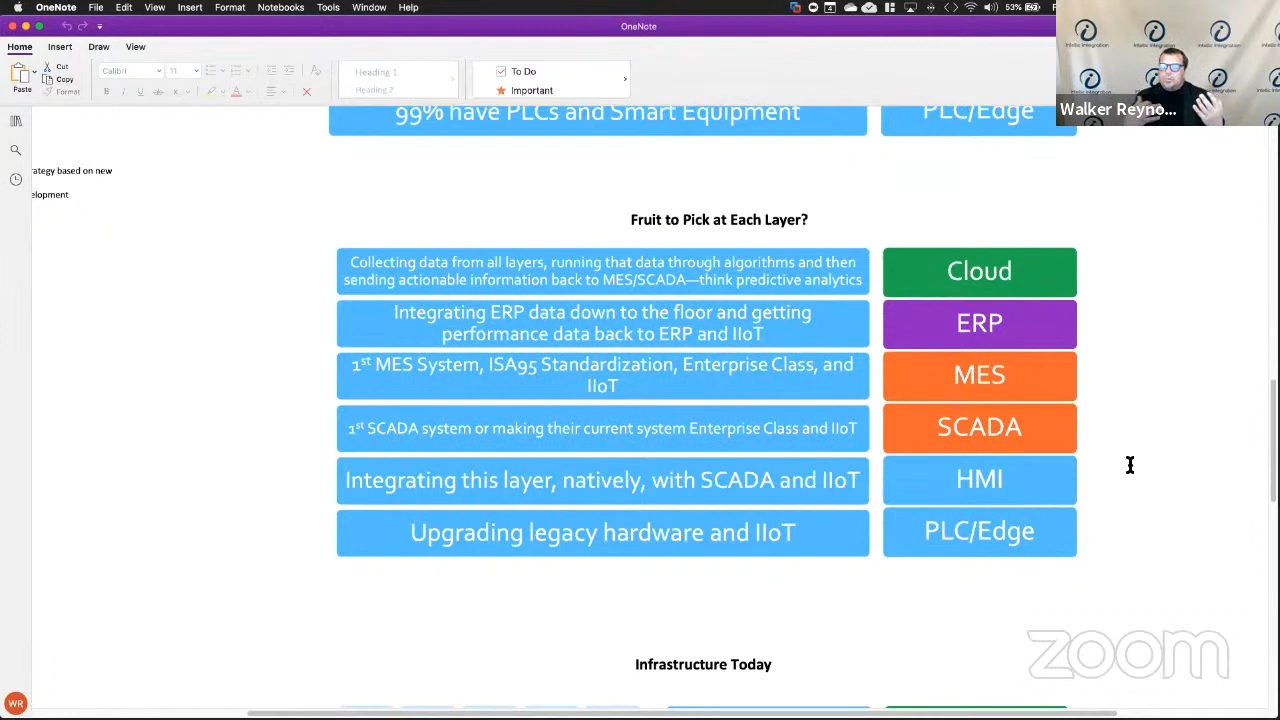 OneNote File Edit View Insert Format Notebooks Tools Window Help
53%
OneNote
Home Insert Draw View
Paste
Cut
Copy
Format
Calibri 11
Heading 1
Heading 2
To Do
Important
Intellic Integration
Walker Reyno...
99% have PLCs and Smart Equipment
PLC/Edge
rategy based on new
elopment
Fruit to Pick at Each Layer?
Collecting data from all layers, running that data through algorithms and then
sending actionable information back to MES/SCADA—think predictive analytics
Cloud
Integrating ERP data down to the floor and getting
performance data back to ERP and IIoT
ERP
1st MES System, ISA95 Standardization, Enterprise Class, and
IIoT
MES
1st SCADA system or making their current system Enterprise Class and IIoT
SCADA
Integrating this layer, natively, with SCADA and IIoT
HMI
Upgrading legacy hardware and IIoT
PLC/Edge
Infrastructure Today
zoom
WR